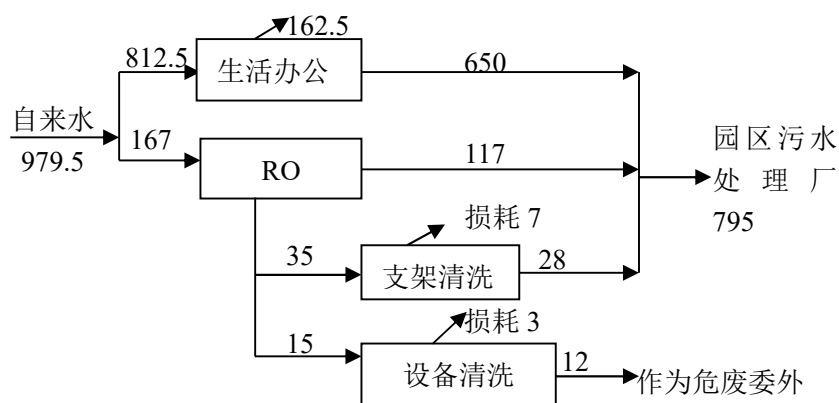 162.5
812.5
生活办公
650
自来水
979.5
167
RO
117
园区污水
处理厂
795
损耗 7
35
支架清洗
28
损耗 3
15
设备清洗
12
作为危废委外